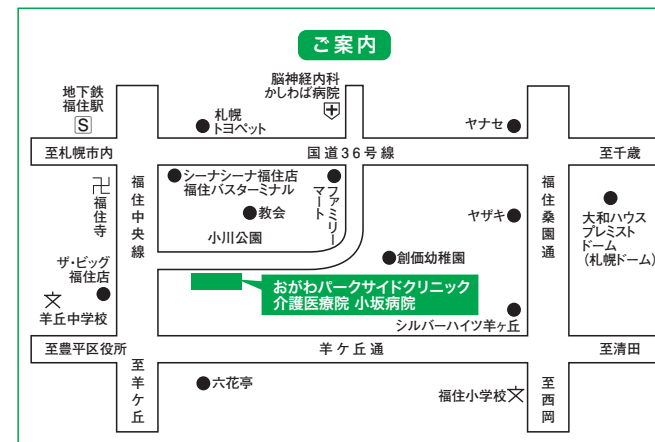 ご案内
地下鉄
福住駅
S
札幌
トヨペット
脳神経内科
かしわば病院
ヤナセ
至札幌市内
国道36号線
至千歳
卍福住寺
福住中央線
シーナシーナ福住店
福住バスターミナル
ファミリー
マート
教会
小川公園
ヤザキ
福住桑園通
大和ハウス
プレミスト
ドーム
(札幌ドーム)
創価幼稚園
ザ・ビッグ
福住店
おがわパークサイドクリニック
介護医療院 小坂病院
羊丘中学校
シルバーハイツ羊ヶ丘
至豊平区役所
羊ケ丘通
至清田
至羊ケ丘
六花亭
福住小学校
至西岡